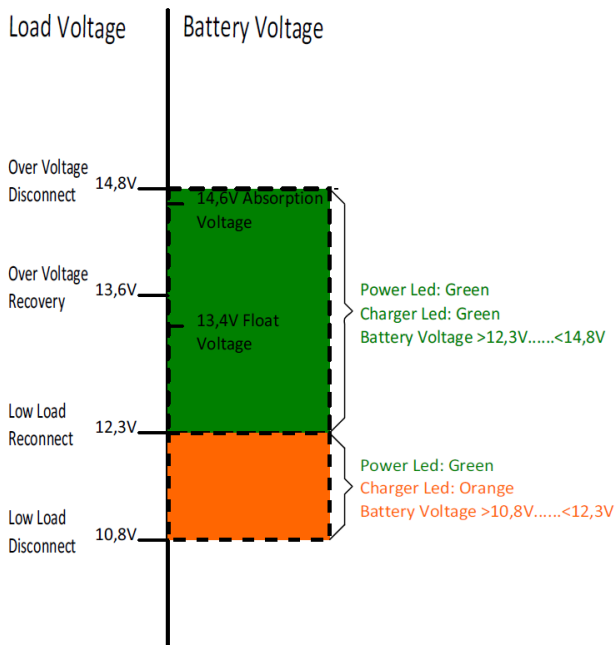 Load Voltage
Battery Voltage
Over Voltage
Disconnect
14,8V
14,6V Absorption
Voltage
Over Voltage
Recovery
13,6V
Power Led: Green
Charger Led: Green
Battery Voltage >12,3V......<14,8V
13,4V Float
Voltage
Low Load
Reconnect
12,3V
Power Led: Green
Charger Led: Orange
Battery Voltage >10,8V......<12,3V
Low Load
Disconnect
10,8V